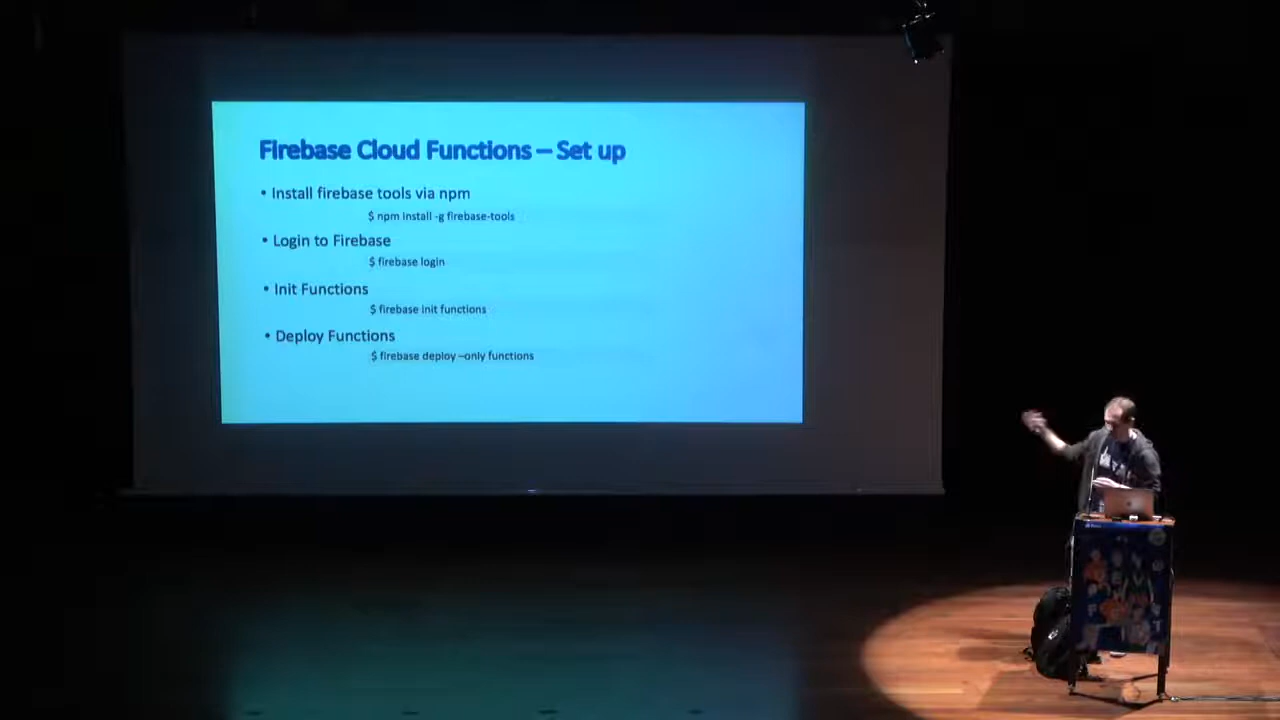 Firebase Cloud Functions – Set up
• Install firebase tools via npm
$ npm install -g firebase-tools
• Login to Firebase
$ firebase login
• Init Functions
$ firebase init functions
• Deploy Functions
$ firebase deploy –only functions